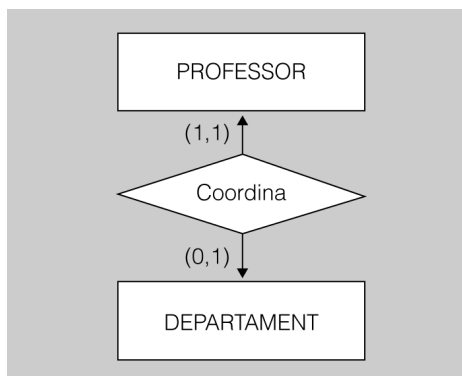 PROFESSOR
(1,1)
Coordina
(0,1)
DEPARTAMENT